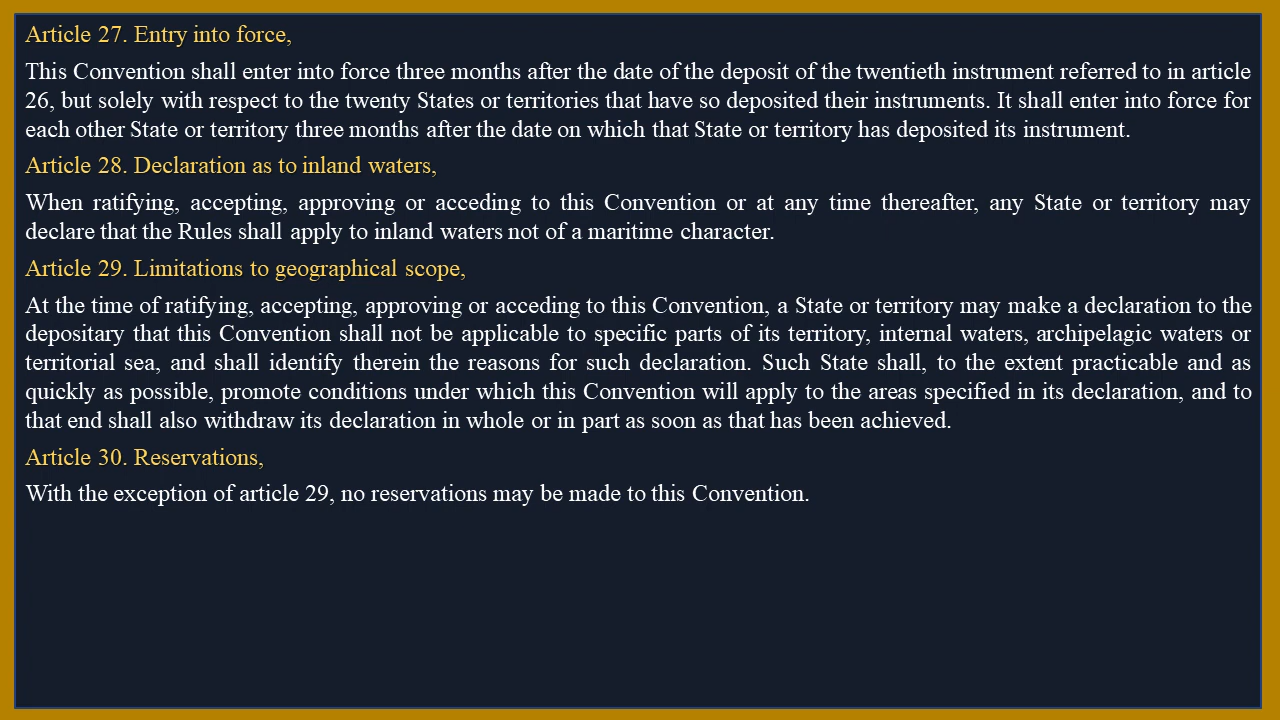 Article 27. Entry into force,
This Convention shall enter into force three months after the date of the deposit of the twentieth instrument referred to in article
26, but solely with respect to the twenty States or territories that have so deposited their instruments. It shall enter into force for
each other State or territory three months after the date on which that State or territory has deposited its instrument.
Article 28. Declaration as to inland waters,
When ratifying, accepting, approving or acceding to this Convention or at any time thereafter, any State or territory may
declare that the Rules shall apply to inland waters not of a maritime character.
Article 29. Limitations to geographical scope,
At the time of ratifying, accepting, approving or acceding to this Convention, a State or territory may make a declaration to the
depositary that this Convention shall not be applicable to specific parts of its territory, internal waters, archipelagic waters or
territorial sea, and shall identify therein the reasons for such declaration. Such State shall, to the extent practicable and as
quickly as possible, promote conditions under which this Convention will apply to the areas specified in its declaration, and to
that end shall also withdraw its declaration in whole or in part as soon as that has been achieved.
Article 30. Reservations,
With the exception of article 29, no reservations may be made to this Convention.